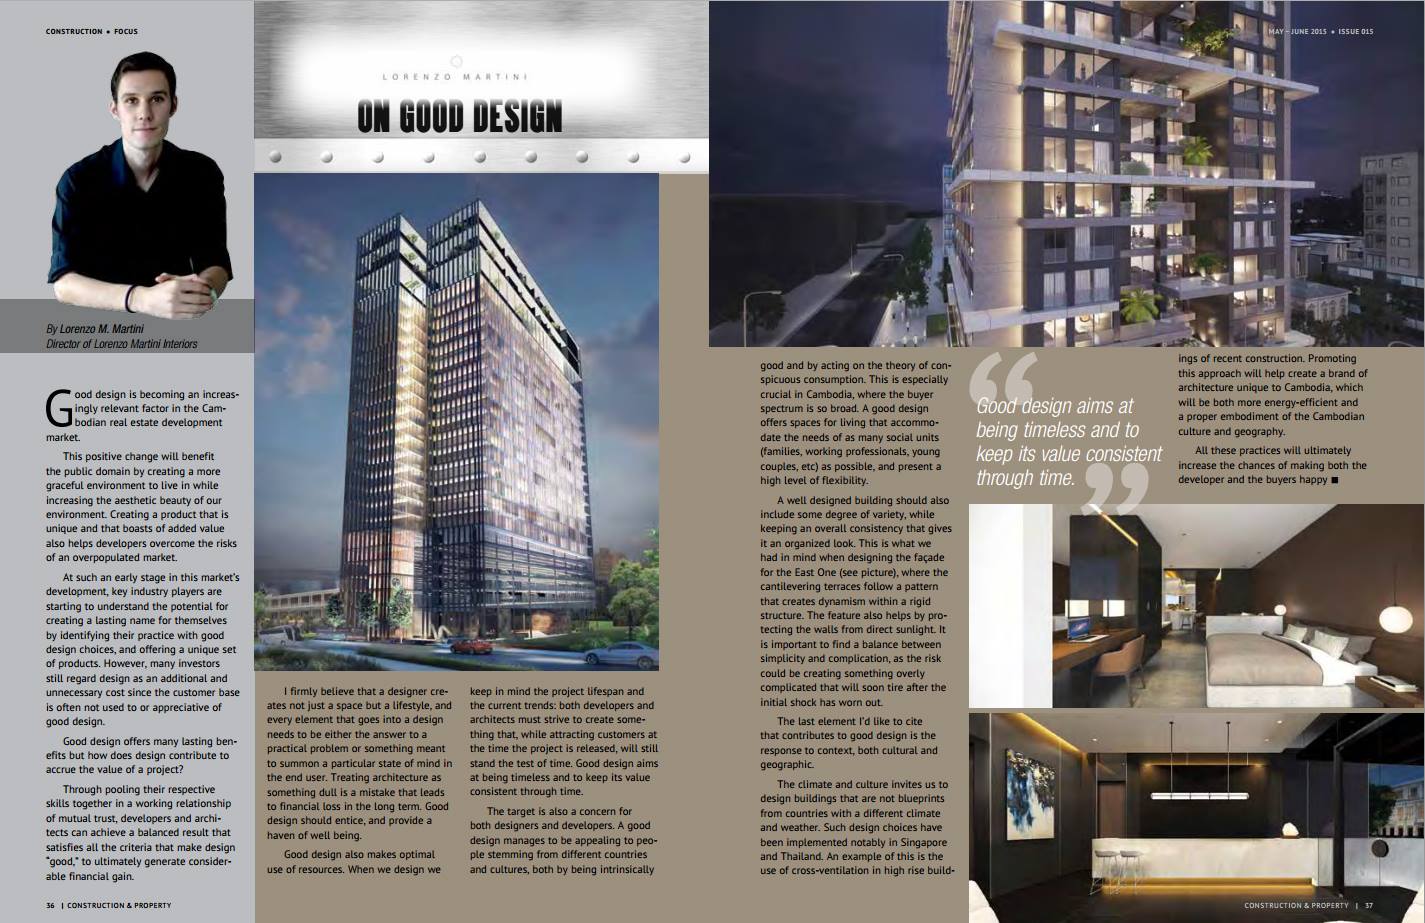 CONSTRUCTION • FOCUS
MAY - JUNE 2015 • ISSUE 015
LORENZO MARTINI
ON GOOD DESIGN
By Lorenzo M. Martini
Director of Lorenzo Martini Interiors
Good design is becoming an increas-
ingly relevant factor in the Cam-
bodian real estate development
market.
This positive change will benefit
the public domain by creating a more
graceful environment to live in while
increasing the aesthetic beauty of our
environment. Creating a product that is
unique and that boasts of added value
also helps developers overcome the risks
of an overpopulated market.
At such an early stage in this market's
development, key industry players are
starting to understand the potential for
creating a lasting name for themselves
by identifying their practice with good
design choices, and offering a unique set
of products. However, many investors
still regard design as an additional and
unnecessary cost since the customer base
is often not used to or appreciative of
good design.
Good design offers many lasting ben-
efits but how does design contribute to
accrue the value of a project?
Through pooling their respective
skills together in a working relationship
of mutual trust, developers and archi-
tects can achieve a balanced result that
satisfies all the criteria that make design
"good," to ultimately generate consider-
able financial gain.
I firmly believe that a designer cre-
ates not just a space but a lifestyle, and
every element that goes into a design
needs to be either the answer to a
practical problem or something meant
to summon a particular state of mind in
the end user. Treating architecture as
something dull is a mistake that leads
to financial loss in the long term. Good
design should entice, and provide a
haven of well being.
Good design also makes optimal
use of resources. When we design we
keep in mind the project lifespan and
the current trends: both developers and
architects must strive to create some-
thing that, while attracting customers at
the time the project is released, will still
stand the test of time. Good design aims
at being timeless and to keep its value
consistent through time.
The target is also a concern for
both designers and developers. A good
design manages to be appealing to peo-
ple stemming from different countries
and cultures, both by being intrinsically
good and by acting on the theory of con-
spicuous consumption. This is especially
crucial in Cambodia, where the buyer
spectrum is so broad. A good design
offers spaces for living that accommo-
date the needs of as many social units
(families, working professionals, young
couples, etc) as possible, and present a
high level of flexibility.
A well designed building should also
include some degree of variety, while
keeping an overall consistency that gives
it an organized look. This is what we
had in mind when designing the façade
for the East One (see picture), where the
cantilevering terraces follow a pattern
that creates dynamism within a rigid
structure. The feature also helps by pro-
tecting the walls from direct sunlight. It
is important to find a balance between
simplicity and complication, as the risk
could be creating something overly
complicated that will soon tire after the
initial shock has worn out.
The last element I'd like to cite
that contributes to good design is the
response to context, both cultural and
geographic.
The climate and culture invites us to
design buildings that are not blueprints
from countries with a different climate
and weather. Such design choices have
been implemented notably in Singapore
and Thailand. An example of this is the
use of cross-ventilation in high rise build-
“
Good design aims at
being timeless and to
keep its value consistent
through time.
”
ings of recent construction. Promoting
this approach will help create a brand of
architecture unique to Cambodia, which
will be both more energy-efficient and
a proper embodiment of the Cambodian
culture and geography.
All these practices will ultimately
increase the chances of making both the
developer and the buyers happy ■
36 | CONSTRUCTION & PROPERTY
CONSTRUCTION & PROPERTY | 37